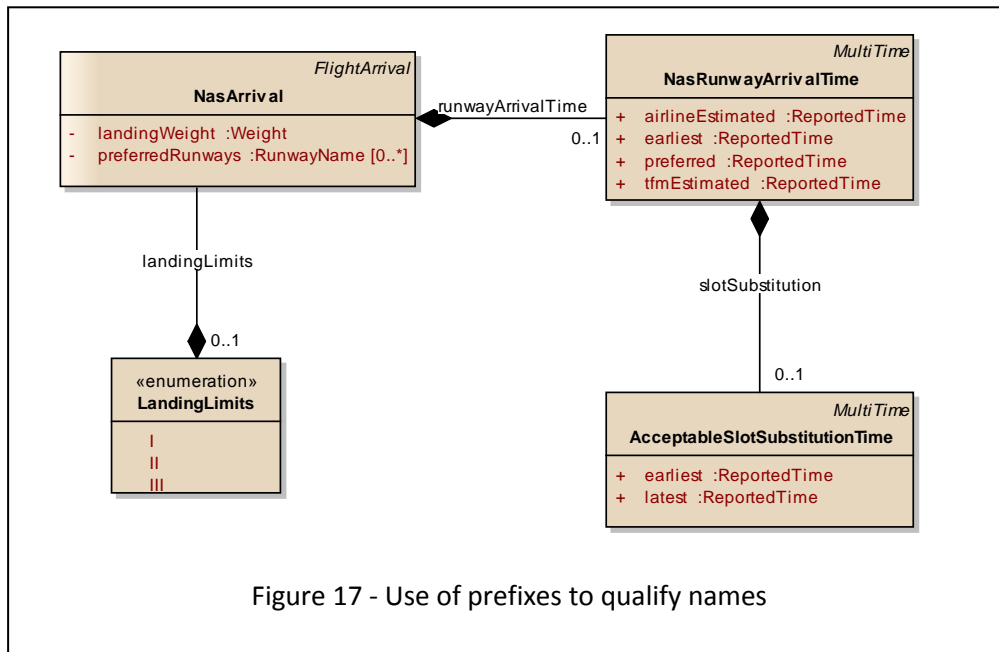 FlightArrival
NasArrival
- landingWeight :Weight
- preferredRunways :RunwayName [0..*]
runwayArrivalTime
0..1
MultiTime
NasRunwayArrivalTime
+ airlineEstimated :ReportedTime
+ earliest :ReportedTime
+ preferred :ReportedTime
+ tfmEstimated :ReportedTime
landingLimits
0..1
«enumeration»
LandingLimits
I
II
III
slotSubstitution
0..1
MultiTime
AcceptableSlotSubstitutionTime
+ earliest :ReportedTime
+ latest :ReportedTime
Figure 17 - Use of prefixes to qualify names